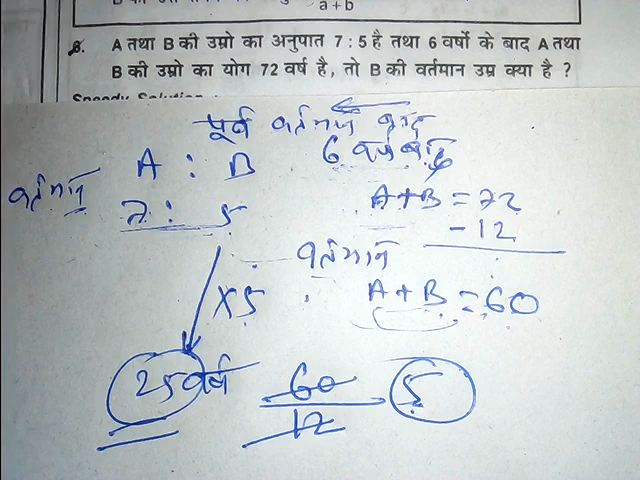 a+b
8. A तथा B की उम्रो का अनुपात 7 : 5 है तथा 6 वर्षो के बाद A तथा
B की उम्रो का योग 72 वर्ष है, तो B की वर्तमान उम्र क्या है ?
पूर्व वर्तमान बाद
A : B 6 वर्ष बाद
वर्तमान
7 : 5 A+B = 72
- 12
वर्तमान
×5 A+B = 60
25 वर्ष 60 5
12